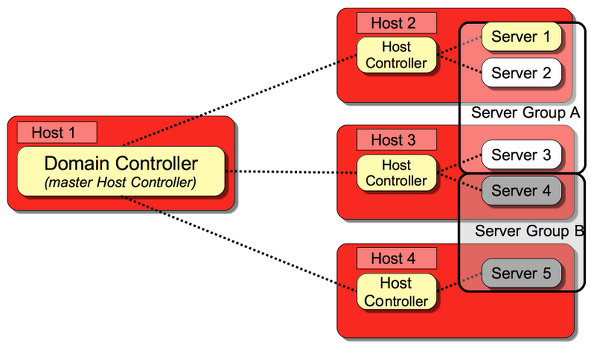 Host 1
Domain Controller
(master Host Controller)
Host 2
Host
Controller
Server 1
Server 2
Server Group A
Host 3
Host
Controller
Server 3
Server 4
Server Group B
Host 4
Host
Controller
Server 5